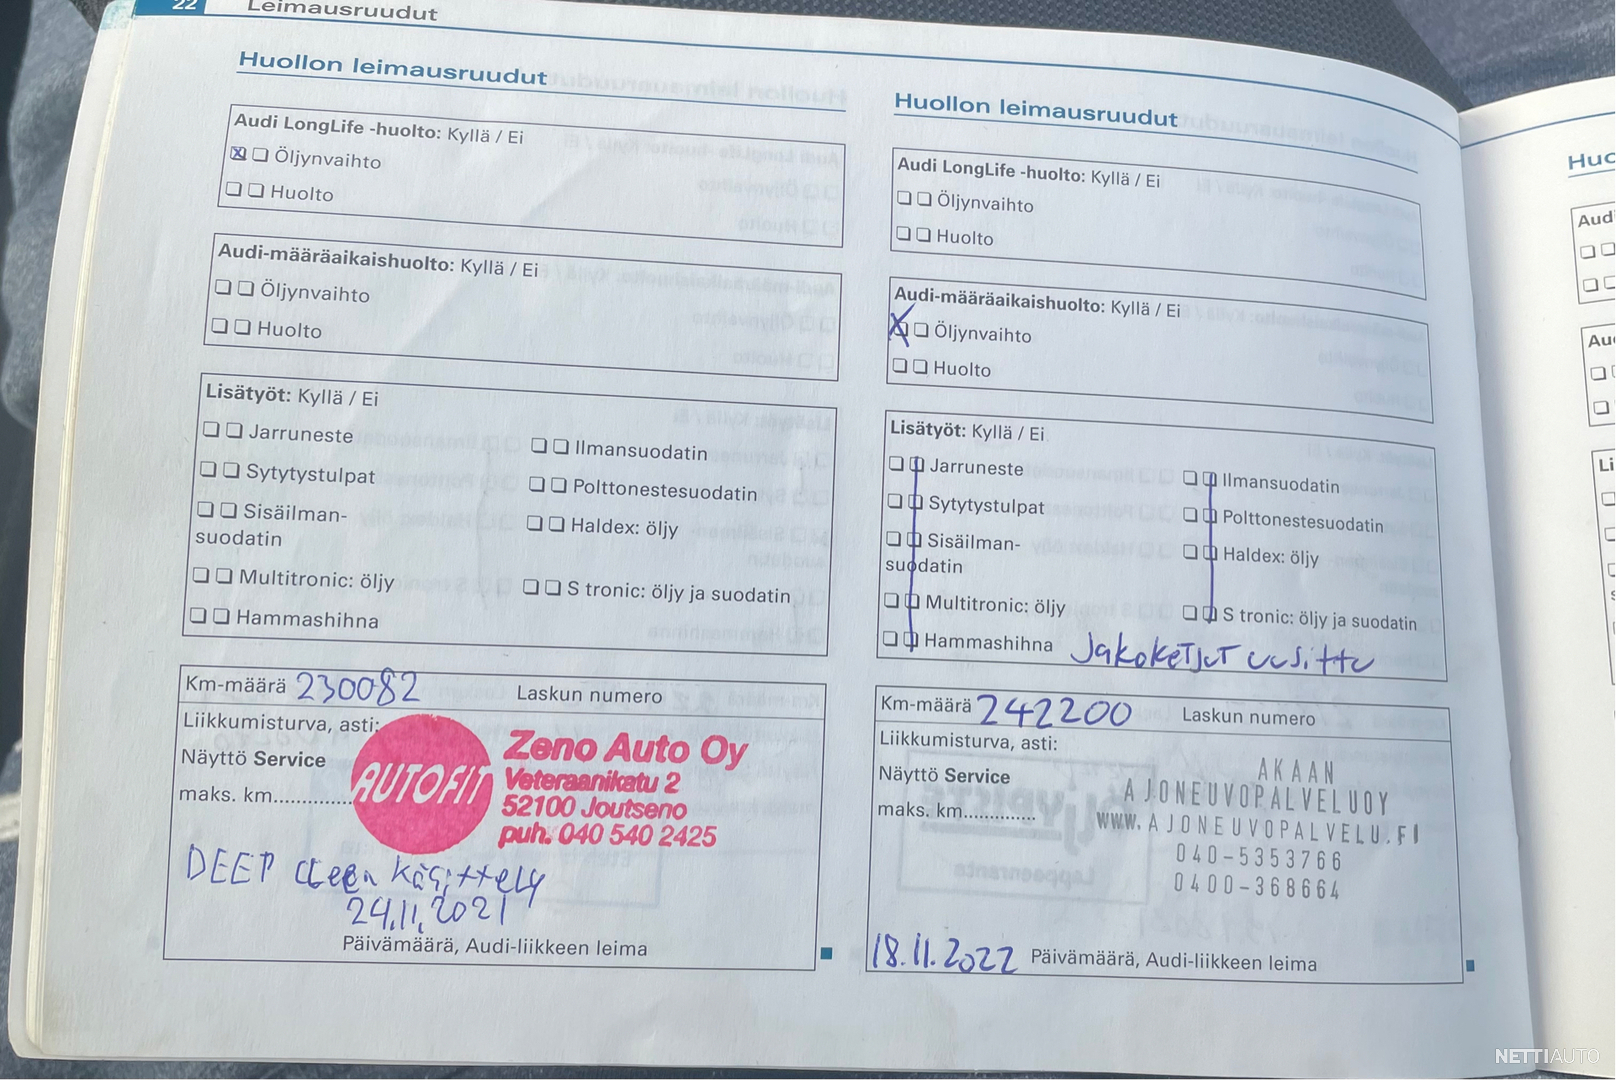 22 Leimausruudut
Huollon leimausruudut
Audi LongLife -huolto: Kyllä / Ei
Öljynvaihto
Huolto
Audi-määräaikaishuolto: Kyllä / Ei
Öljynvaihto
Huolto
Lisätyöt: Kyllä / Ei
Jarruneste
Sytytystulpat
Sisäilman-
suodatin
Multitronic: öljy
Hammashihna
Ilmansuodatin
Polttonestesuodatin
Haldex: öljy
S tronic: öljy ja suodatin
Km-määrä 230082 Laskun numero
Liikkumisturva, asti:
Näyttö Service
maks. km..............
AUTOFIT
Zeno Auto Oy
Veteraanikatu 2
52100 Joutseno
puh. 040 540 2425
DEEP Clean käsittely
24.11.2021
Päivämäärä, Audi-liikkeen leima
Huollon leimausruudut
Audi LongLife -huolto: Kyllä / Ei
Öljynvaihto
Huolto
Audi-määräaikaishuolto: Kyllä / Ei
Öljynvaihto
Huolto
Lisätyöt: Kyllä / Ei
Jarruneste
Sytytystulpat
Sisäilman-
suodatin
Multitronic: öljy
Hammashihna
Ilmansuodatin
Polttonestesuodatin
Haldex: öljy
S tronic: öljy ja suodatin
Jakoketjut uusittu
Km-määrä 242200 Laskun numero
Liikkumisturva, asti:
Näyttö Service
maks. km..............
AKAAN
AJONEUVOPALVELUOY
WWW.AJONEUVOPALVELU.FI
040-5353766
0400-368664
18.11.2022 Päivämäärä, Audi-liikkeen leima
Huo
Audi
Au
Li
NETTIAUTO